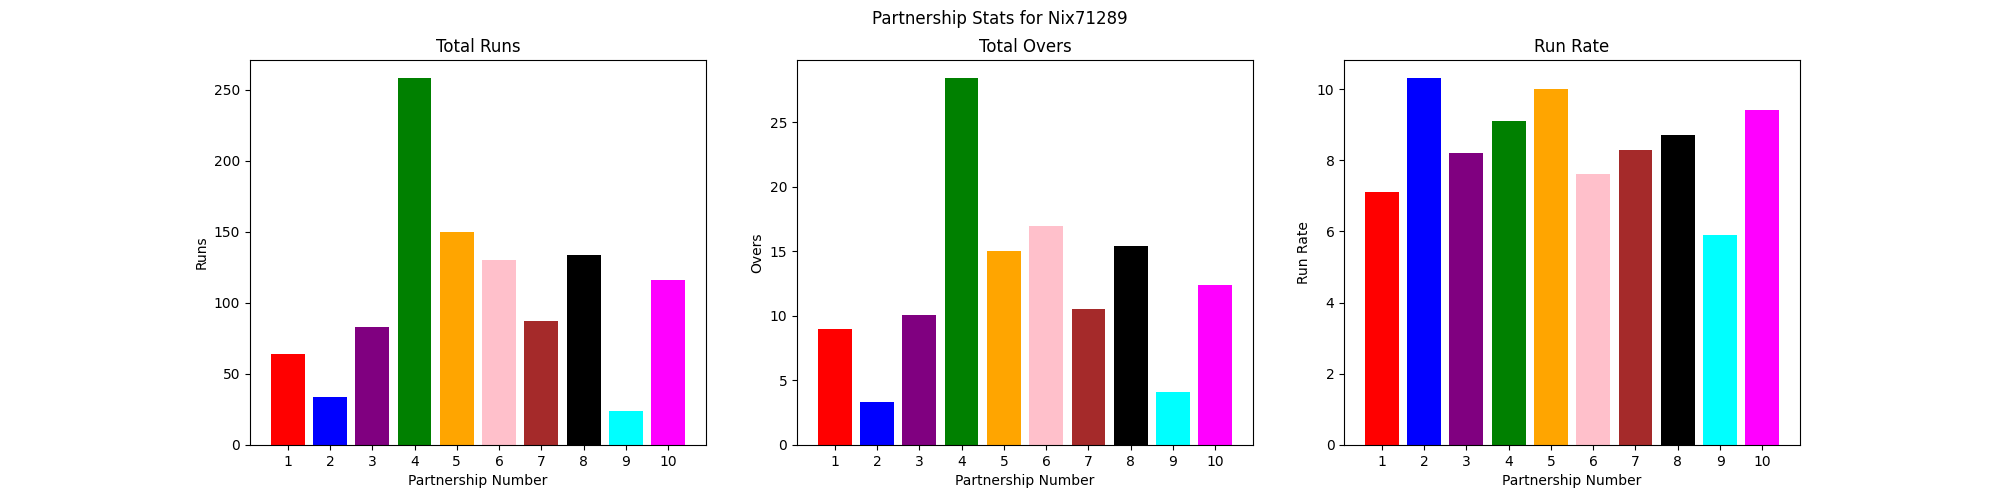 Partnership Stats for Nix71289
Total Runs
250
200
150
100
50
0
Runs
1 2 3 4 5 6 7 8 9 10
Partnership Number
Total Overs
25
20
15
10
5
0
Overs
1 2 3 4 5 6 7 8 9 10
Partnership Number
Run Rate
10
8
6
4
2
0
Run Rate
1 2 3 4 5 6 7 8 9 10
Partnership Number